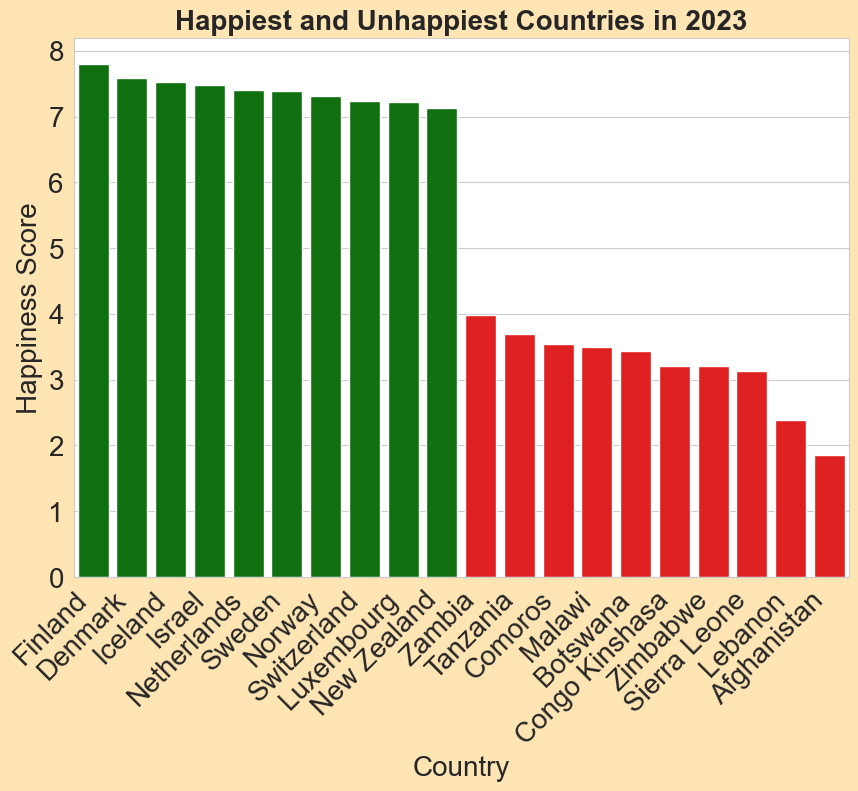 Happiest and Unhappiest Countries in 2023
Happiness Score
8
7
6
5
4
3
2
1
0
Finland
Denmark
Iceland
Israel
Netherlands
Sweden
Norway
Switzerland
Luxembourg
New Zealand
Zambia
Tanzania
Comoros
Malawi
Botswana
Congo Kinshasa
Zimbabwe
Sierra Leone
Lebanon
Afghanistan
Country